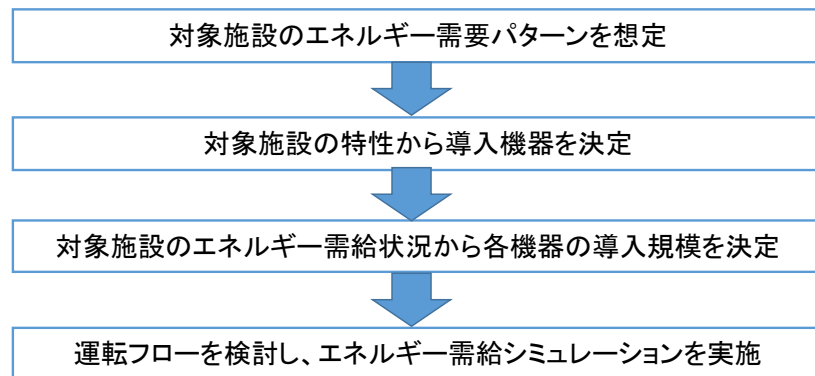 対象施設のエネルギー需要パターンを想定
対象施設の特性から導入機器を決定
対象施設のエネルギー需給状況から各機器の導入規模を決定
運転フローを検討し、エネルギー需給シミュレーションを実施